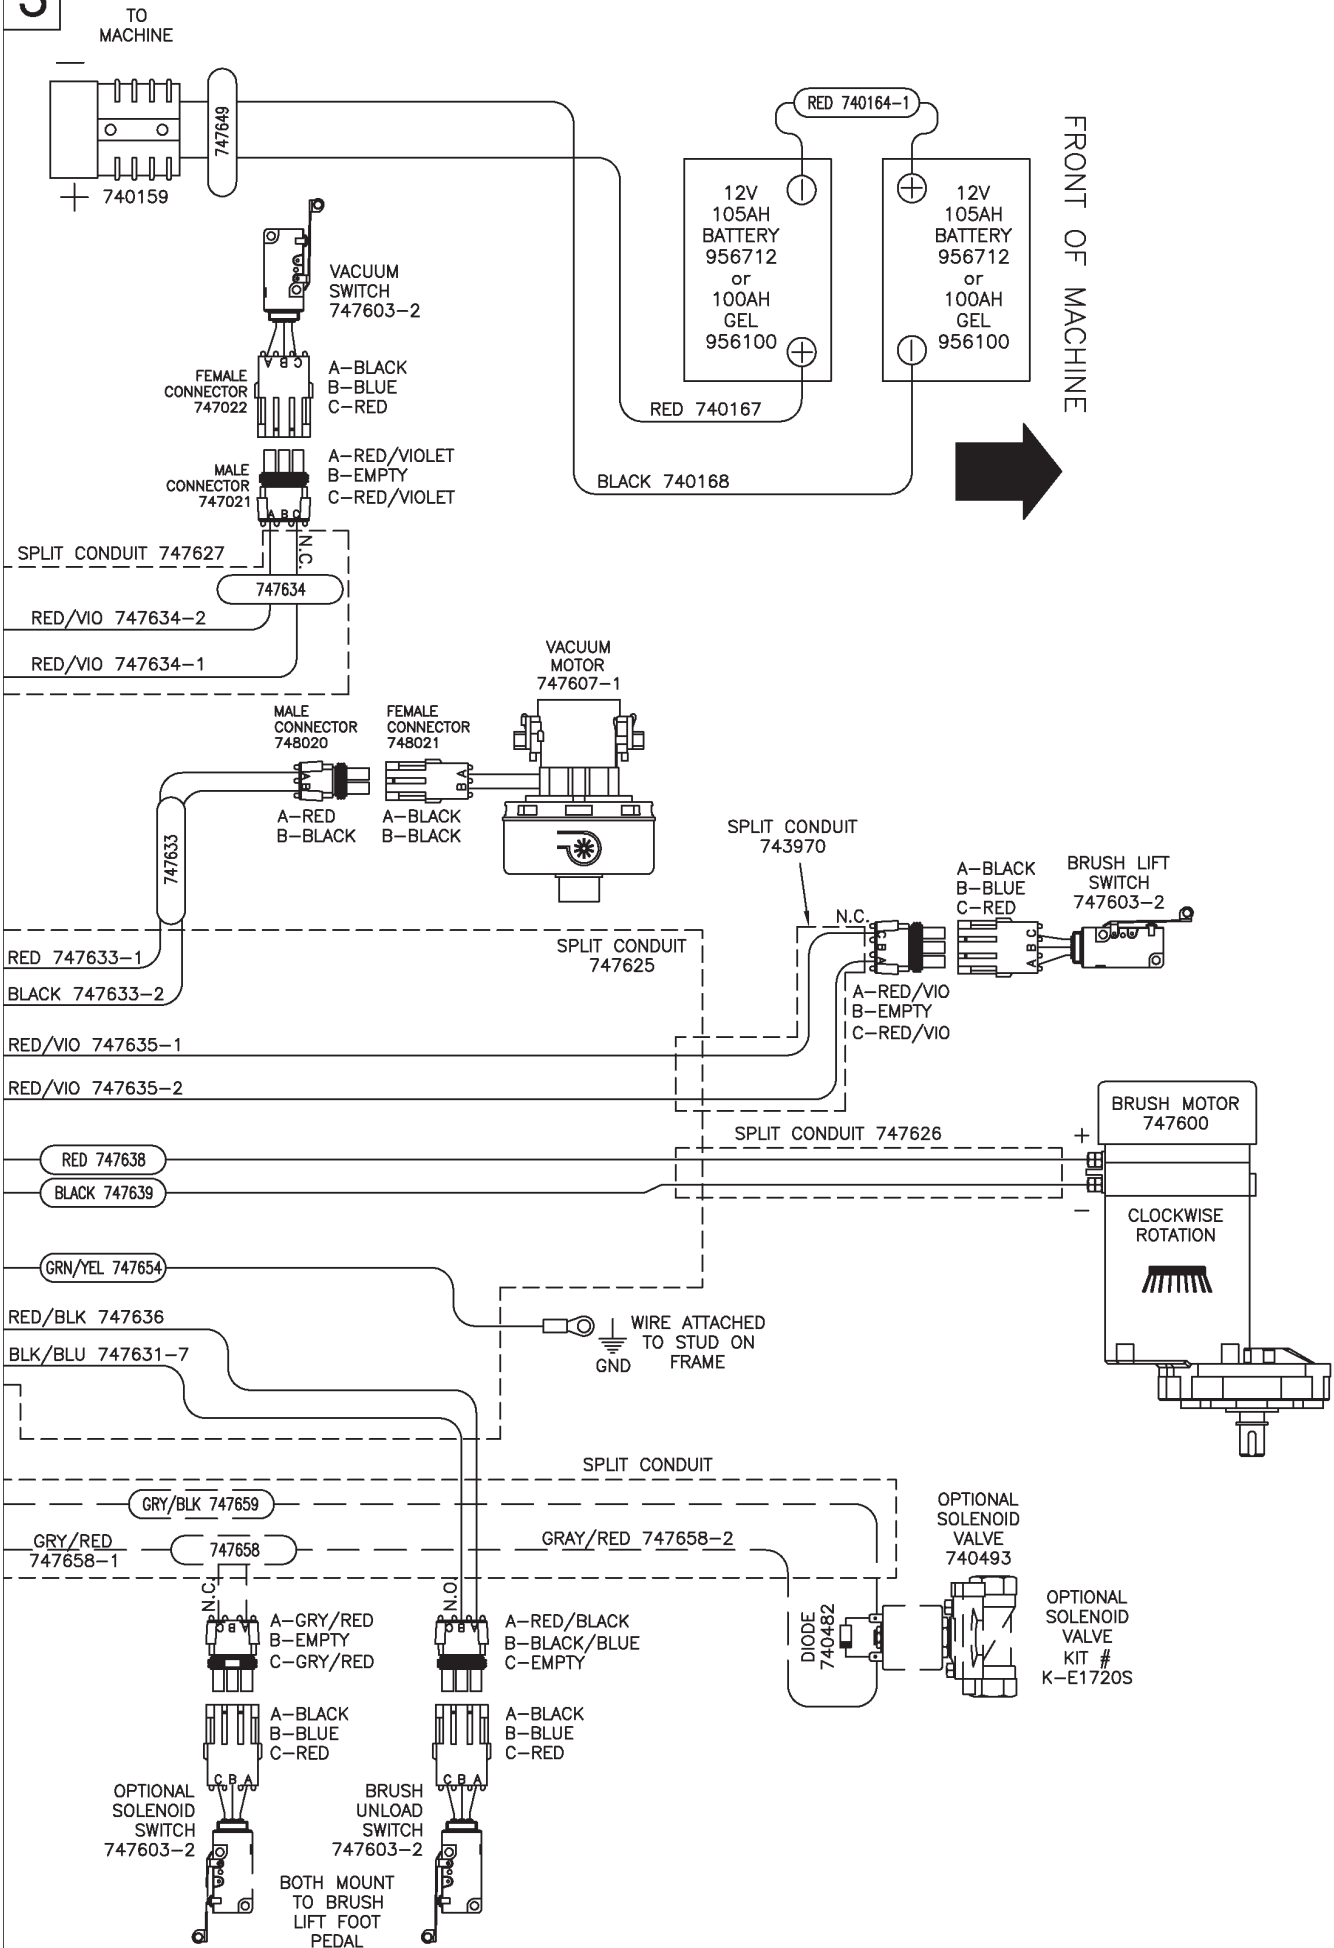 TO
MACHINE
740159
747649
RED 740164-1
12V
105AH
BATTERY
956712
or
100AH
GEL
956100
12V
105AH
BATTERY
956712
or
100AH
GEL
956100
FRONT OF MACHINE
RED 740167
BLACK 740168
VACUUM
SWITCH
747603-2
A B C
FEMALE
CONNECTOR
747022
A-BLACK
B-BLUE
C-RED
MALE
CONNECTOR
747021
A-RED/VIOLET
B-EMPTY
C-RED/VIOLET
A B C
N.C.
SPLIT CONDUIT 747627
747634
RED/VIO 747634-2
RED/VIO 747634-1
VACUUM
MOTOR
747607-1
MALE
CONNECTOR
748020
FEMALE
CONNECTOR
748021
A
B
A
B
A-RED
B-BLACK
A-BLACK
B-BLACK
747633
SPLIT CONDUIT
743970
A-BLACK
B-BLUE
C-RED
BRUSH LIFT
SWITCH
747603-2
N.C.
C
B
A
A B C
SPLIT CONDUIT
747625
RED 747633-1
BLACK 747633-2
A-RED/VIO
B-EMPTY
C-RED/VIO
RED/VIO 747635-1
RED/VIO 747635-2
BRUSH MOTOR
747600
SPLIT CONDUIT 747626
+
-
RED 747638
BLACK 747639
CLOCKWISE
ROTATION
GRN/YEL 747654
RED/BLK 747636
BLK/BLU 747631-7
GND
WIRE ATTACHED
TO STUD ON
FRAME
SPLIT CONDUIT
GRY/BLK 747659
GRY/RED
747658-1
747658
GRAY/RED 747658-2
OPTIONAL
SOLENOID
VALVE
740493
N.C.
N.O.
C B A
C B A
A-GRY/RED
B-EMPTY
C-GRY/RED
A-RED/BLACK
B-BLACK/BLUE
C-EMPTY
DIODE
740482
OPTIONAL
SOLENOID
VALVE
KIT #
K-E1720S
A-BLACK
B-BLUE
C-RED
A-BLACK
B-BLUE
C-RED
C B A
C B A
OPTIONAL
SOLENOID
SWITCH
747603-2
BRUSH
UNLOAD
SWITCH
747603-2
BOTH MOUNT
TO BRUSH
LIFT FOOT
PEDAL